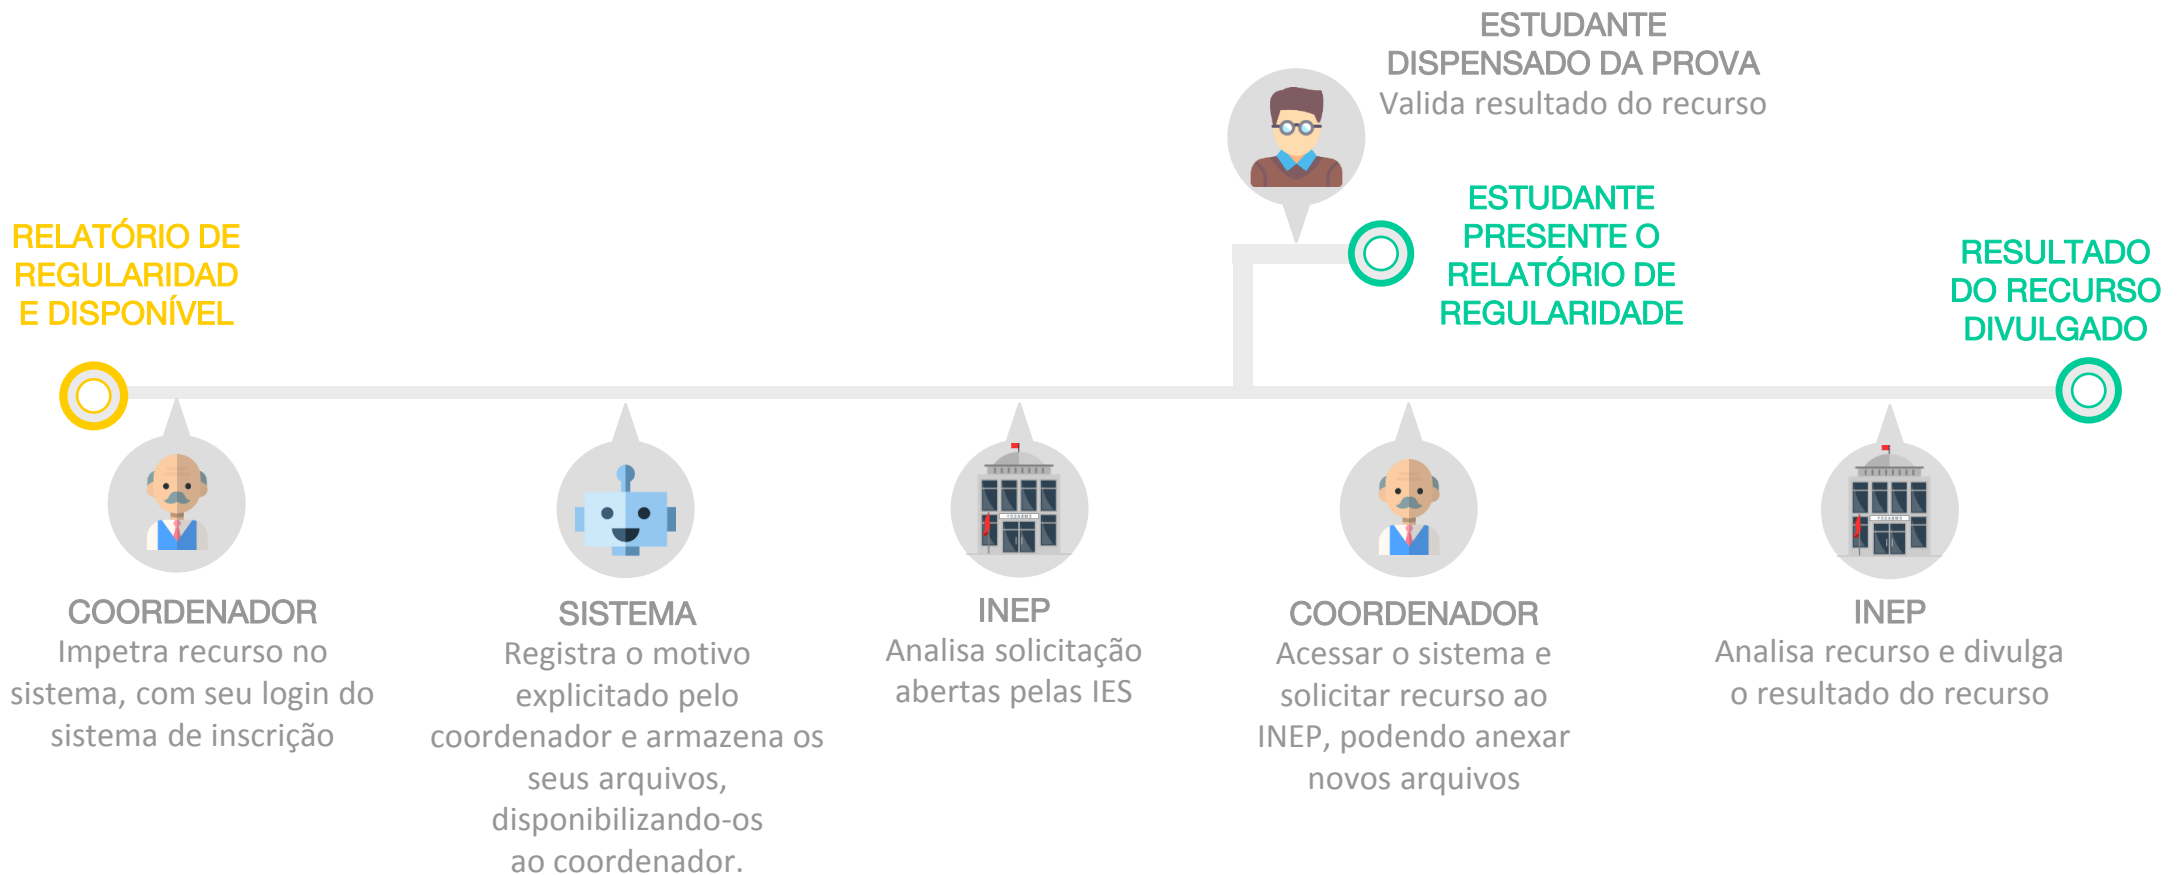 ESTUDANTE
DISPENSADO DA PROVA
Valida resultado do recurso
RELATÓRIO DE
REGULARIDAD
E DISPONÍVEL
ESTUDANTE
PRESENTE O
RELATÓRIO DE
REGULARIDADE
RESULTADO
DO RECURSO
DIVULGADO
COORDENADOR
Impetra recurso no
sistema, com seu login do
sistema de inscrição
SISTEMA
Registra o motivo
explicitado pelo
coordenador e armazena os
seus arquivos,
disponibilizando-os
ao coordenador.
INEP
Analisa solicitação
abertas pelas IES
COORDENADOR
Acessar o sistema e
solicitar recurso ao
INEP, podendo anexar
novos arquivos
INEP
Analisa recurso e divulga
o resultado do recurso